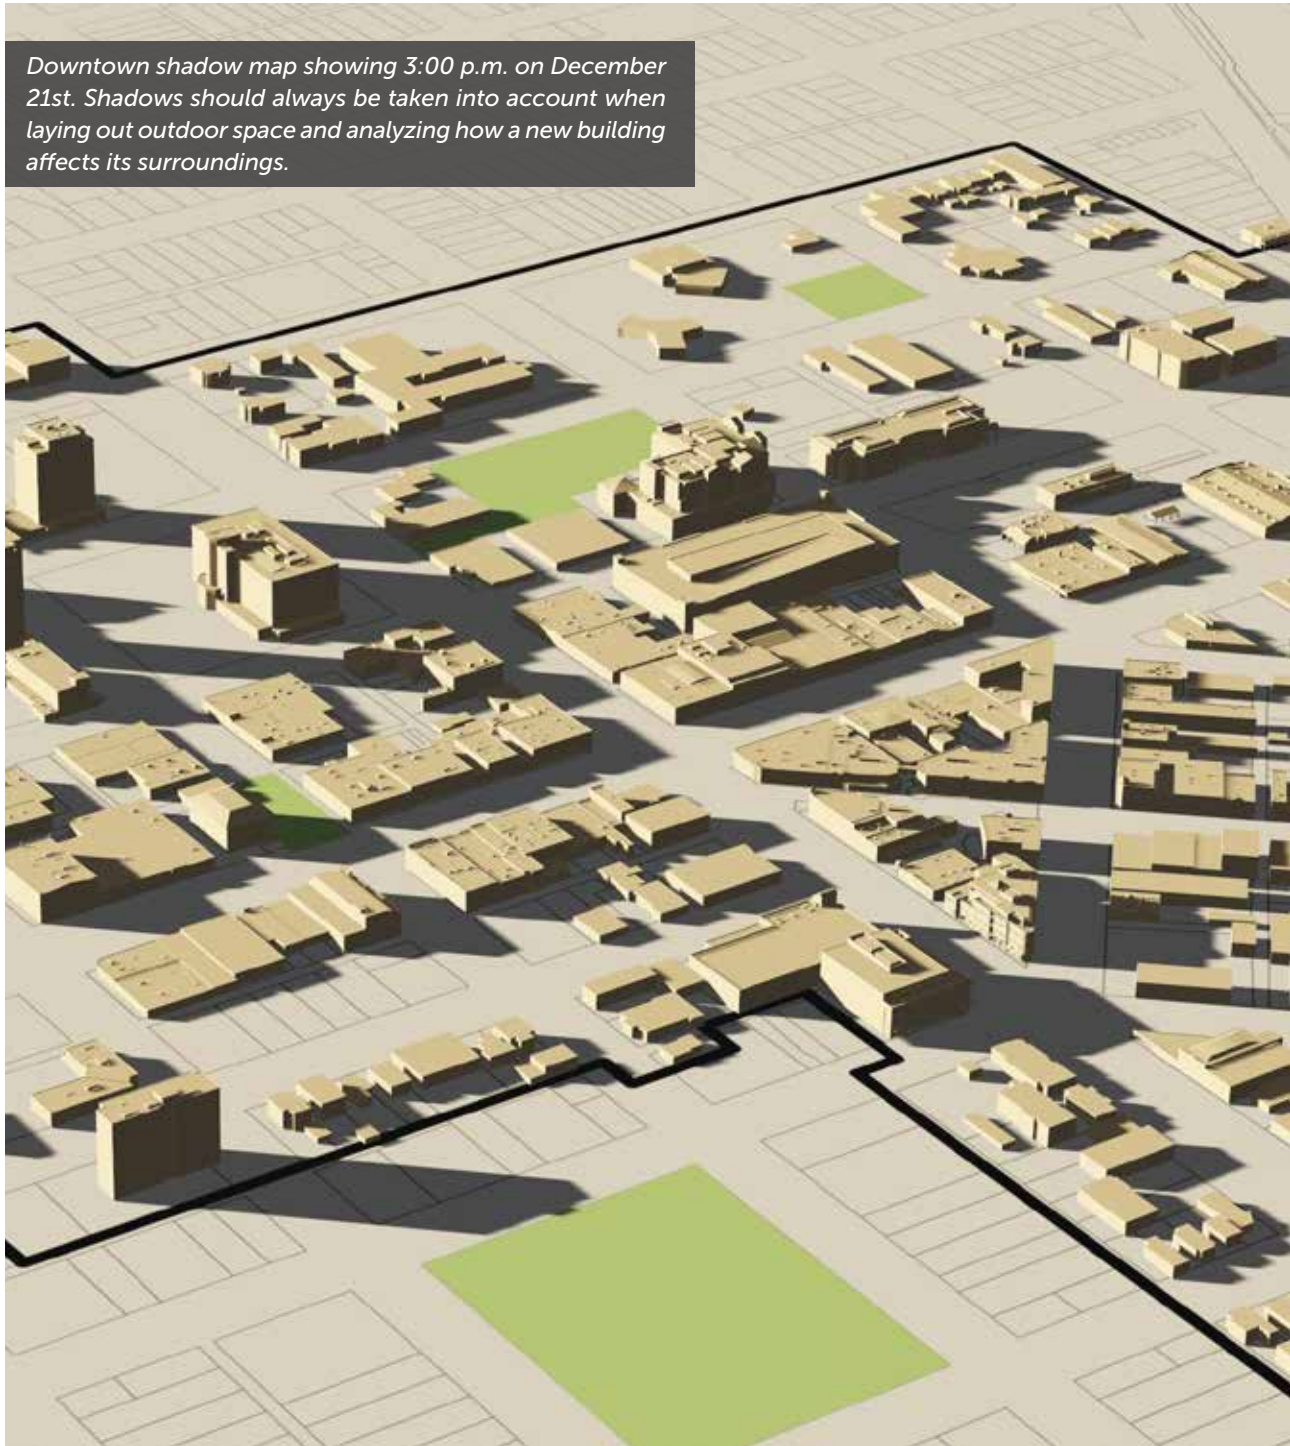 Downtown shadow map showing 3:00 p.m. on December
21st. Shadows should always be taken into account when
laying out outdoor space and analyzing how a new building
affects its surroundings.